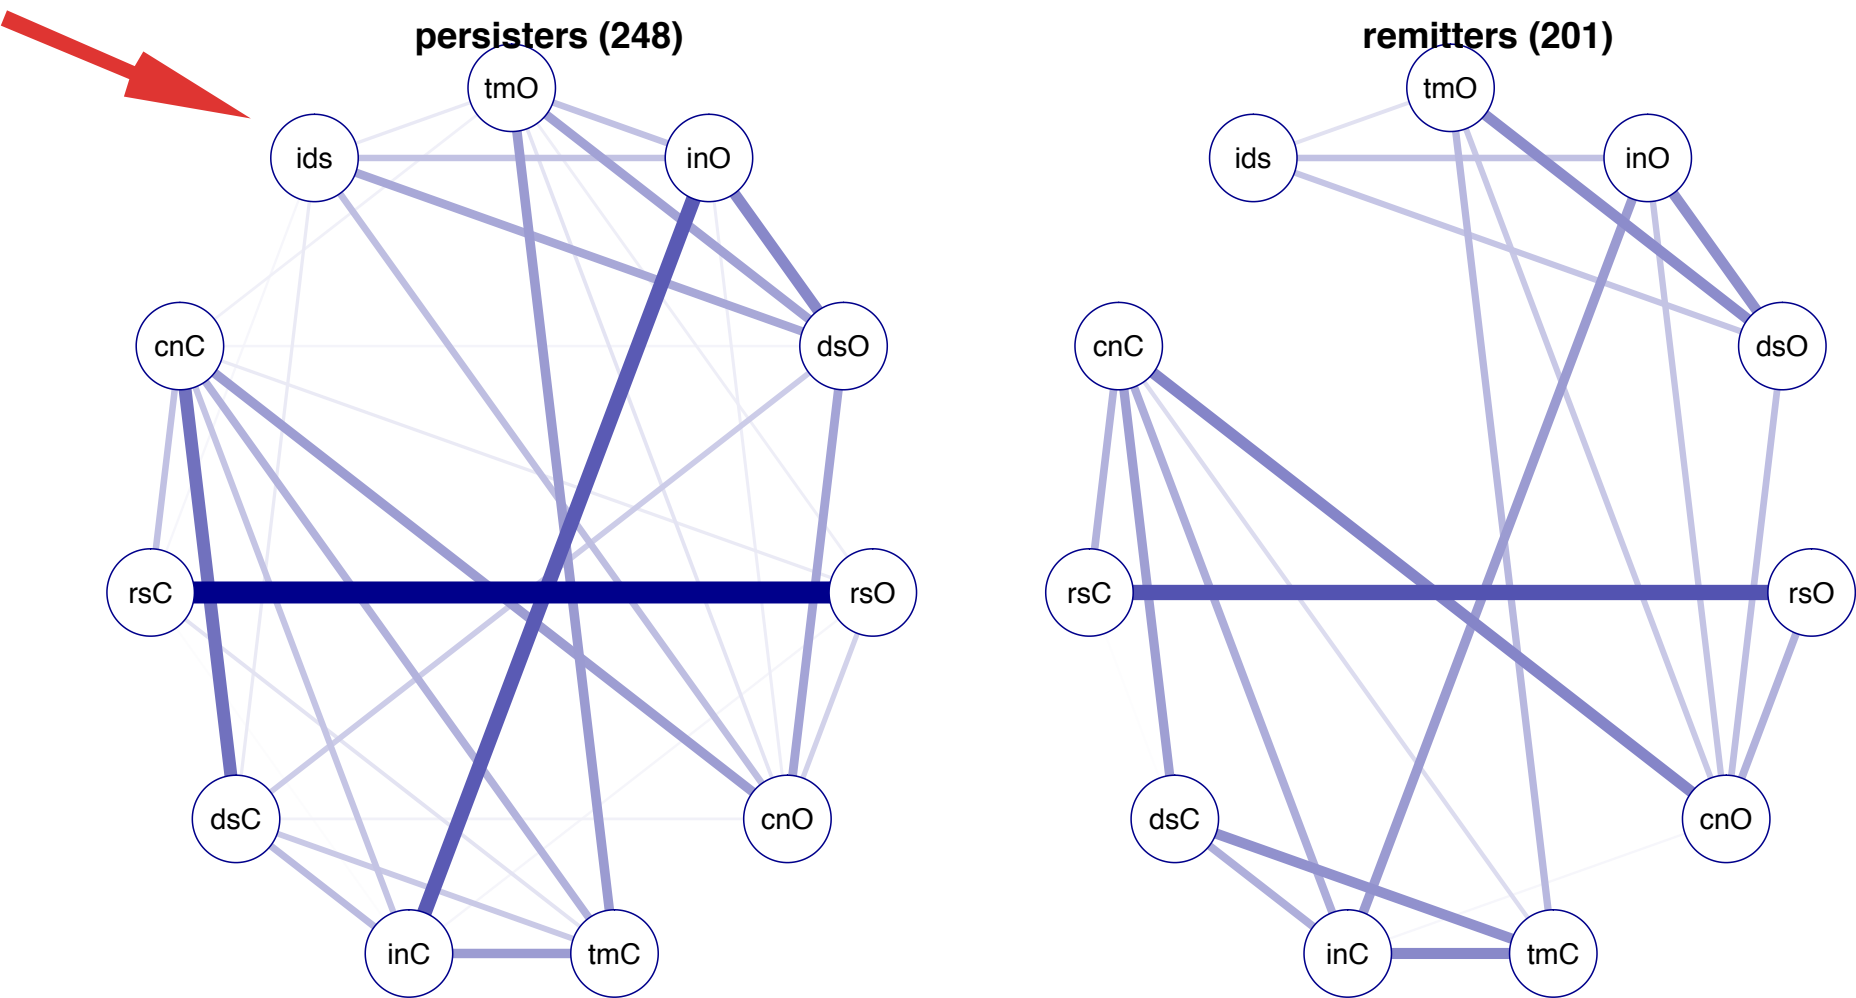 persisters (248)
tmO
ids
inO
cnC
dsO
rsC
rsO
dsC
cnO
inC
tmC
remitters (201)
tmO
ids
inO
cnC
dsO
rsC
rsO
dsC
cnO
inC
tmC